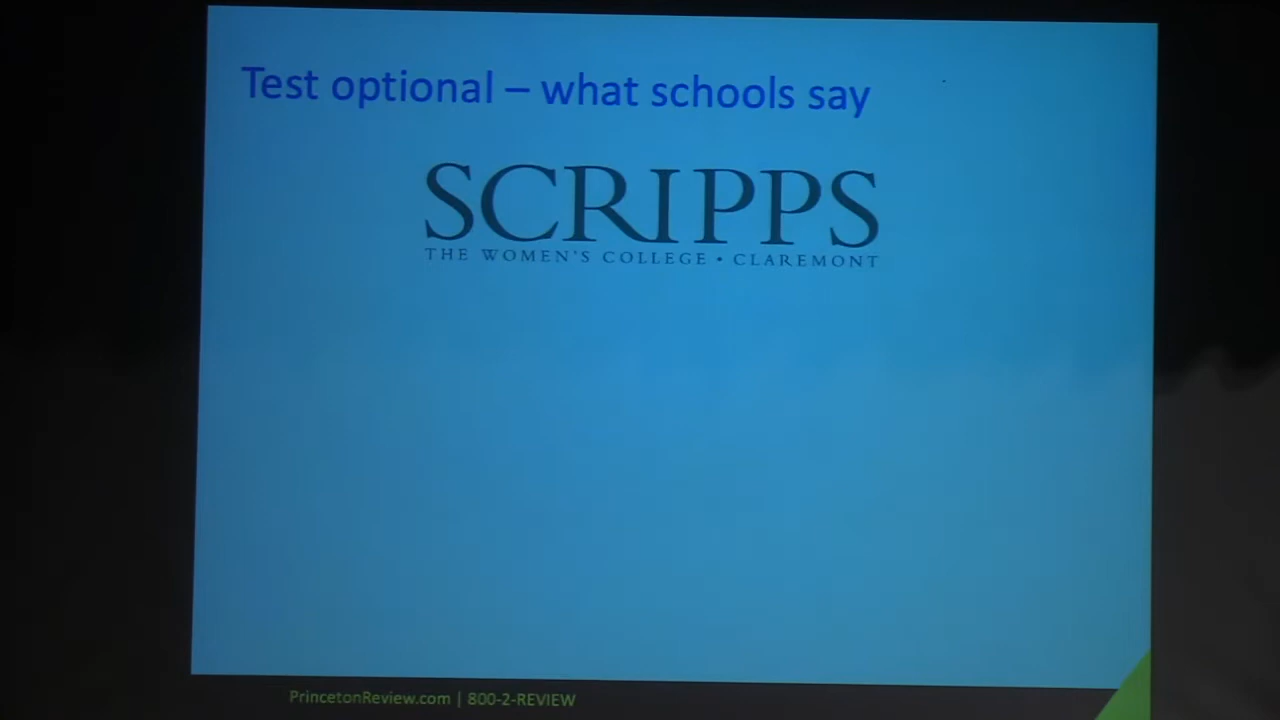 Test optional – what schools say
SCRIPPS
THE WOMEN'S COLLEGE • CLAREMONT
PrincetonReview.com | 800-2-REVIEW